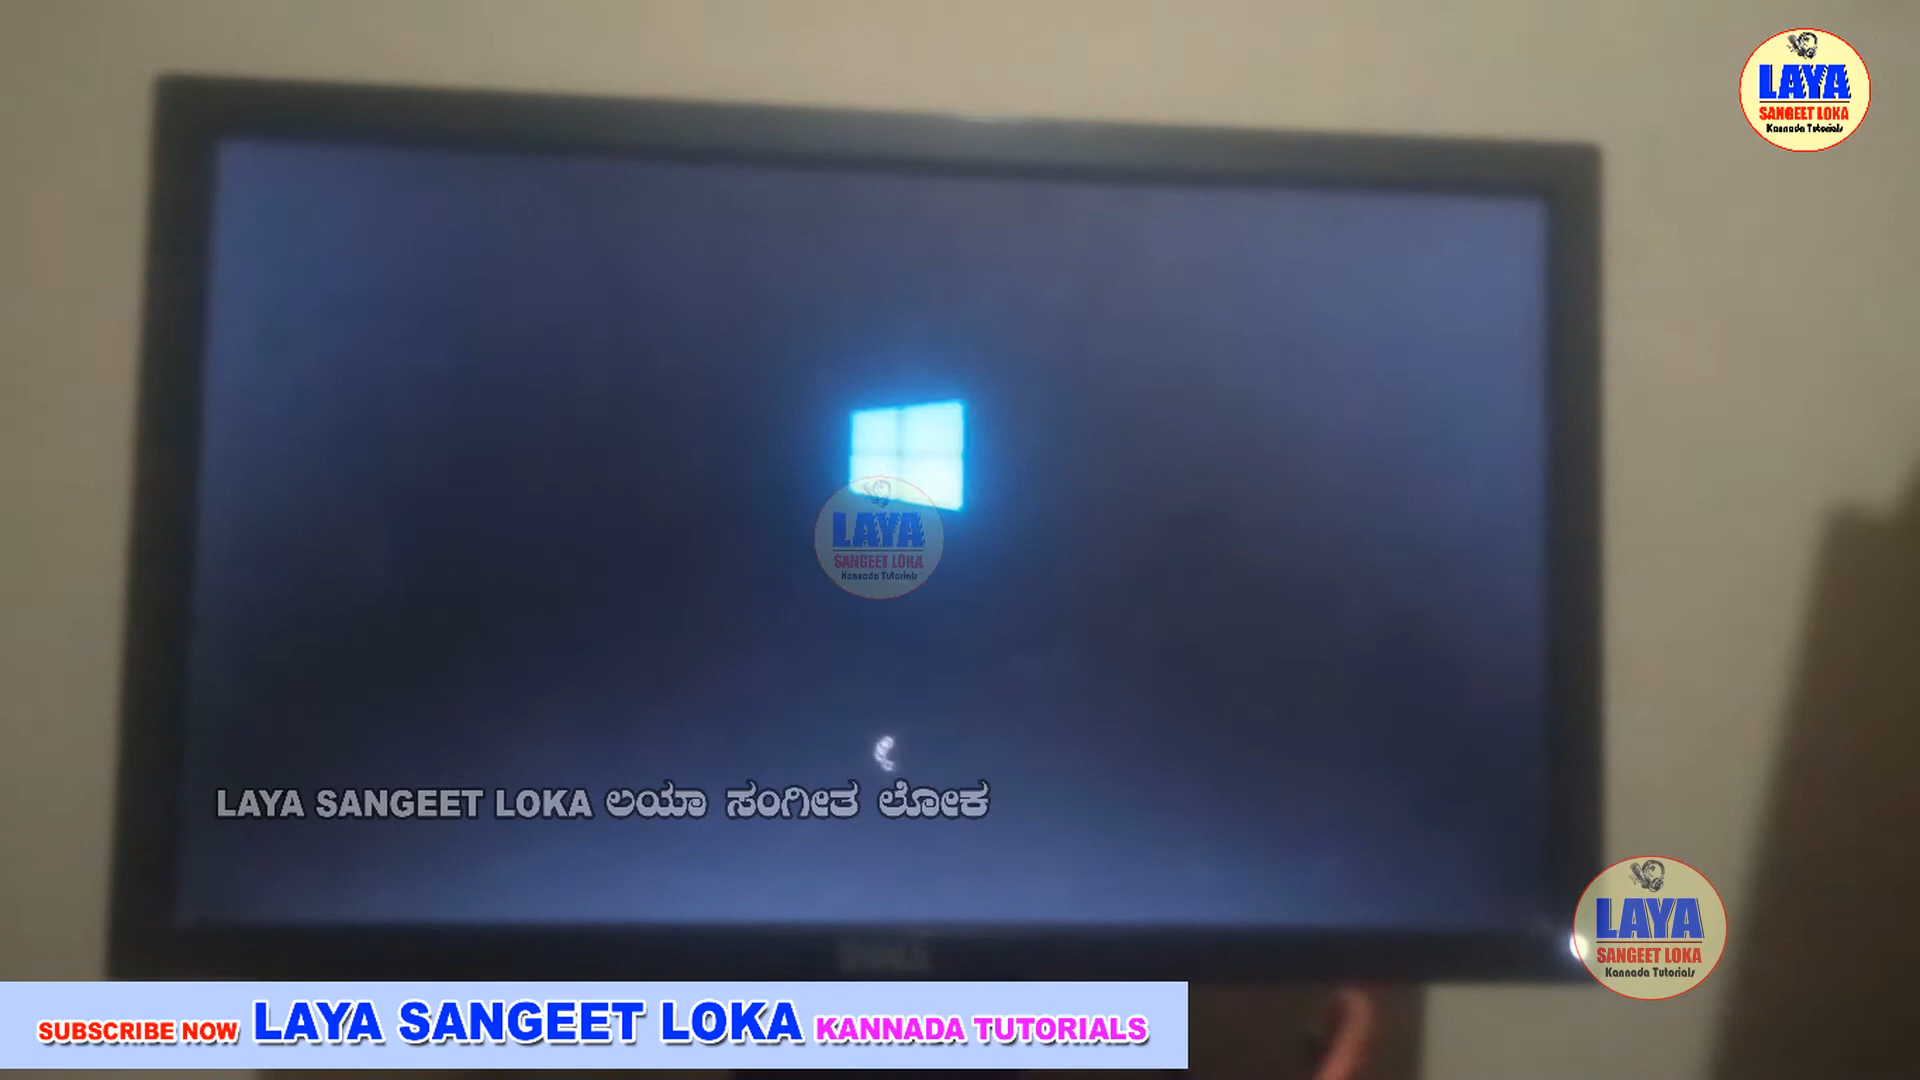 LAYA
SANGEET LOKA
Kannada Tutorials
LAYA
SANGEET LOKA
Kannada Tutorials
LAYA SANGEET LOKA ಲಯಾ ಸಂಗೀತ ಲೋಕ
LAYA
SANGEET LOKA
Kannada Tutorials
SUBSCRIBE NOW LAYA SANGEET LOKA KANNADA TUTORIALS